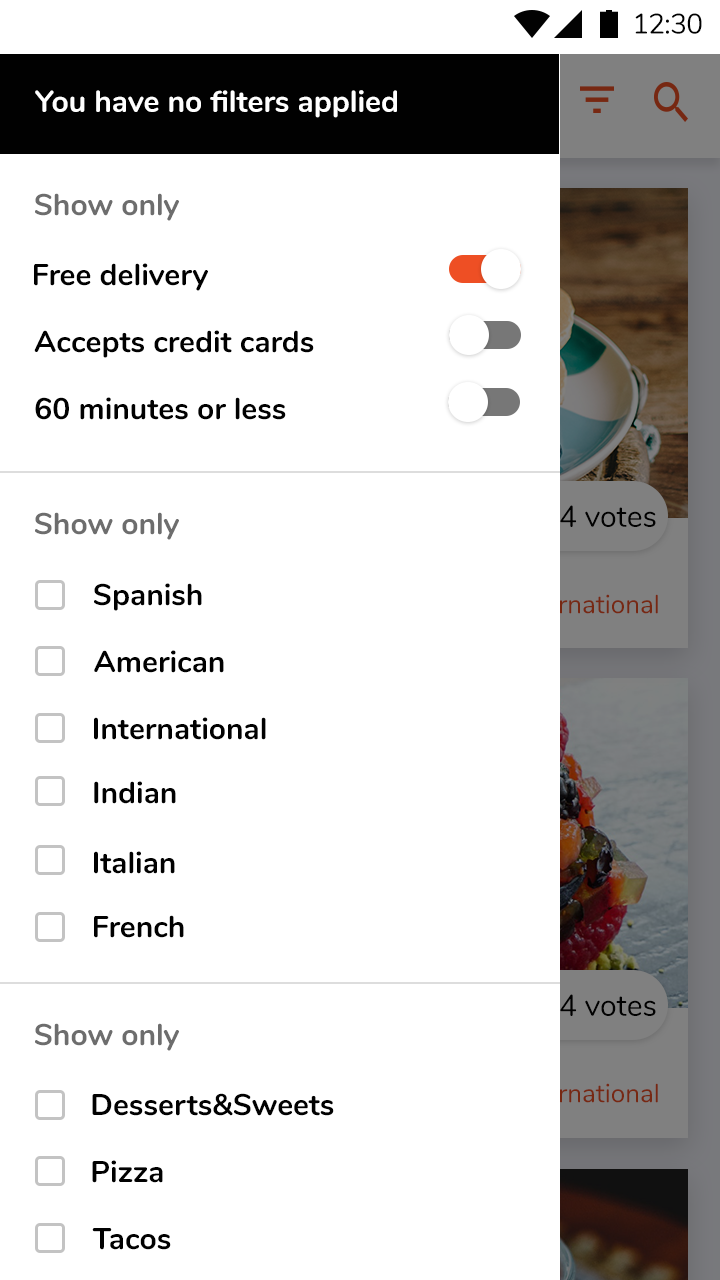 12:30
You have no filters applied
Show only
Free delivery
Accepts credit cards
60 minutes or less
4 votes
Show only
Spanish
rnational
American
International
Indian
Italian
French
4 votes
Show only
rnational
Desserts&Sweets
Pizza
Tacos